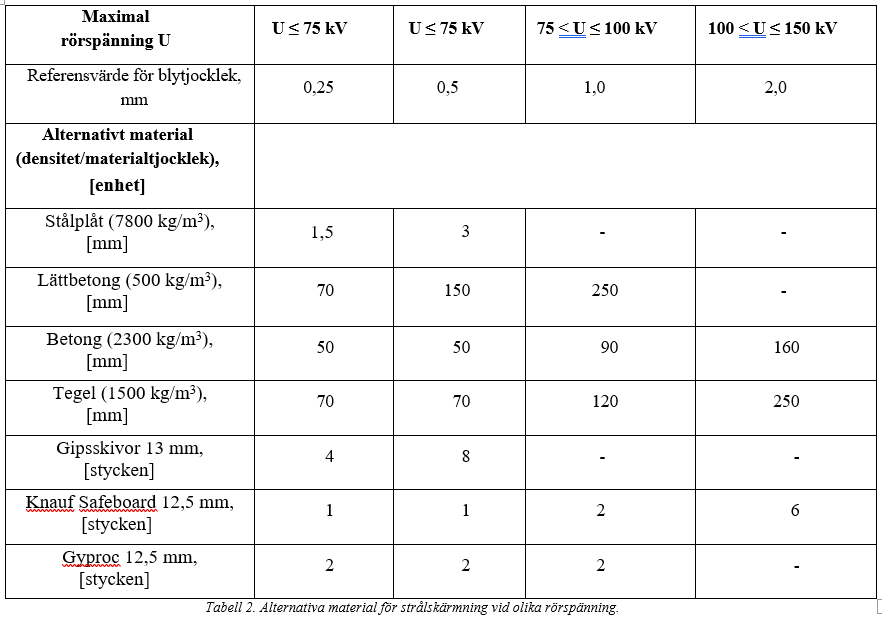 Maximal
rörspänning U
U ≤ 75 kV
U ≤ 75 kV
75 ≤ U ≤ 100 kV
100 ≤ U ≤ 150 kV
Referensvärde för blytjocklek,
mm
0,25
0,5
1,0
2,0
Alternativt material
(densitet/materialtjocklek),
[enhet]
Stålplåt (7800 kg/m³),
[mm]
1,5
3
-
-
Lättbetong (500 kg/m³),
[mm]
70
150
250
-
Betong (2300 kg/m³),
[mm]
50
50
90
160
Tegel (1500 kg/m³),
[mm]
70
70
120
250
Gipsskivor 13 mm,
[stycken]
4
8
-
-
Knauf Safeboard 12,5 mm,
[stycken]
1
1
2
6
Gyproc 12,5 mm,
[stycken]
2
2
2
-
Tabell 2. Alternativa material för strålskärmning vid olika rörspänning.